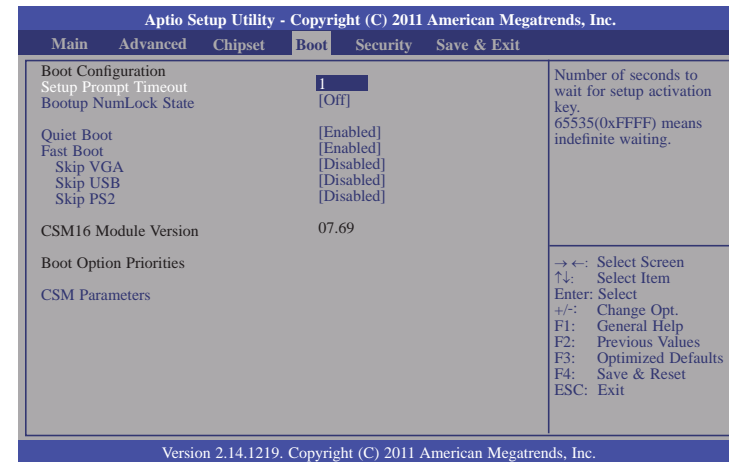 Aptio Setup Utility - Copyright (C) 2011 American Megatrends, Inc.
Main Advanced Chipset Boot Security Save & Exit
Boot Configuration
Setup Prompt Timeout 1
Bootup NumLock State [Off]
Quiet Boot [Enabled]
Fast Boot [Enabled]
Skip VGA [Disabled]
Skip USB [Disabled]
Skip PS2 [Disabled]
CSM16 Module Version 07.69
Boot Option Priorities
CSM Parameters
Number of seconds to
wait for setup activation
key.
65535(0xFFFF) means
indefinite waiting.
→←: Select Screen
↑↓: Select Item
Enter: Select
+/-: Change Opt.
F1: General Help
F2: Previous Values
F3: Optimized Defaults
F4: Save & Reset
ESC: Exit
Version 2.14.1219. Copyright (C) 2011 American Megatrends, Inc.